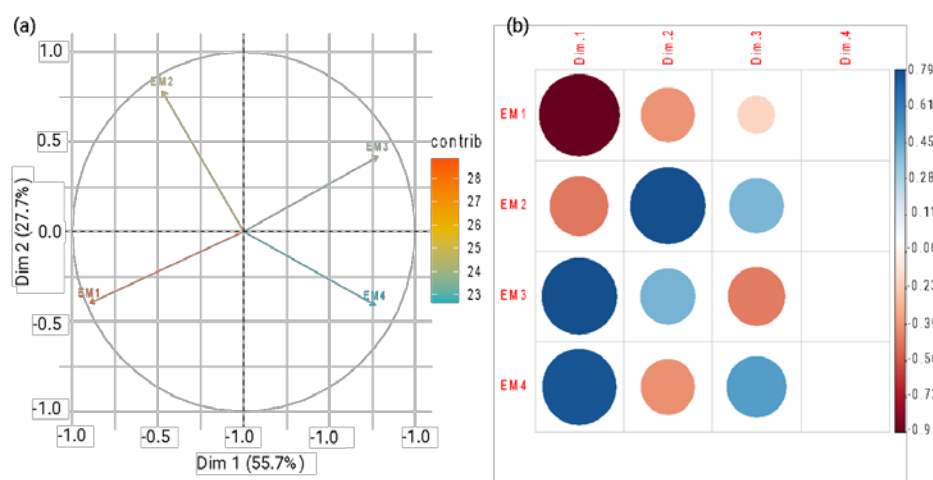 (a)
1.0
0.5
0.0
-0.5
-1.0
Dim 2 (27.7%)
EM2
EM3
EM1
EM4
-1.0 -0.5 -1.0 -1.0 -1.0
Dim 1 (55.7%)
contrib
28
27
26
25
24
23
(b)
Dim.1 Dim.2 Dim.3 Dim.4
EM1
EM2
EM3
EM4
0.79
0.61
0.45
0.28
0.11
-0.23
-0.39
-0.73
-0.9